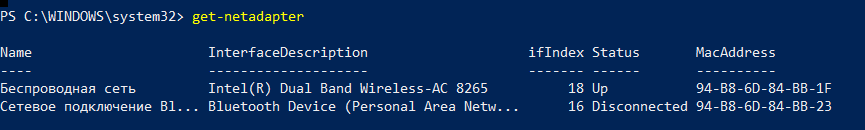 PS C:\WINDOWS\system32> get-netadapter
Name InterfaceDescription ifIndex Status MacAddress
---- -------------------- ------- ------ ----------
Беспроводная сеть Intel(R) Dual Band Wireless-AC 8265 18 Up 94-B8-6D-84-BB-1F
Сетевое подключение Bl... Bluetooth Device (Personal Area Netw... 16 Disconnected 94-B8-6D-84-BB-23